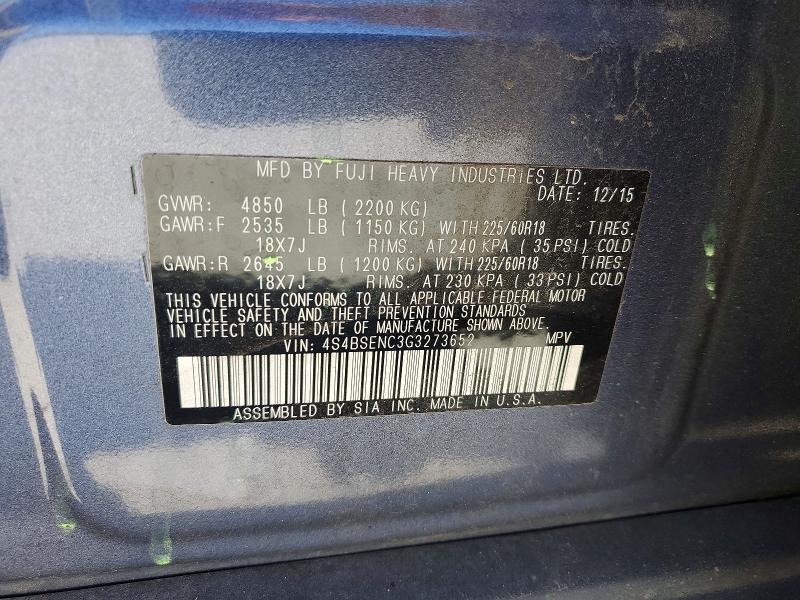 MFD BY FUJI HEAVY INDUSTRIES LTD.
DATE: 12/15
GVWR: 4850 LB ( 2200 KG)
GAWR:F 2535 LB ( 1150 KG) WITH 225/60R18 TIRES.
18X7J RIMS. AT 240 KPA ( 35 PSI) COLD
GAWR:R 2645 LB ( 1200 KG) WITH 225/60R18 TIRES.
18X7J RIMS. AT 230 KPA ( 33 PSI) COLD
THIS VEHICLE CONFORMS TO ALL APPLICABLE FEDERAL MOTOR
VEHICLE SAFETY AND THEFT PREVENTION STANDARDS
IN EFFECT ON THE DATE OF MANUFACTURE SHOWN ABOVE.
VIN: 4S4BSENC3G3273652 MPV
ASSEMBLED BY SIA INC. MADE IN U.S.A.